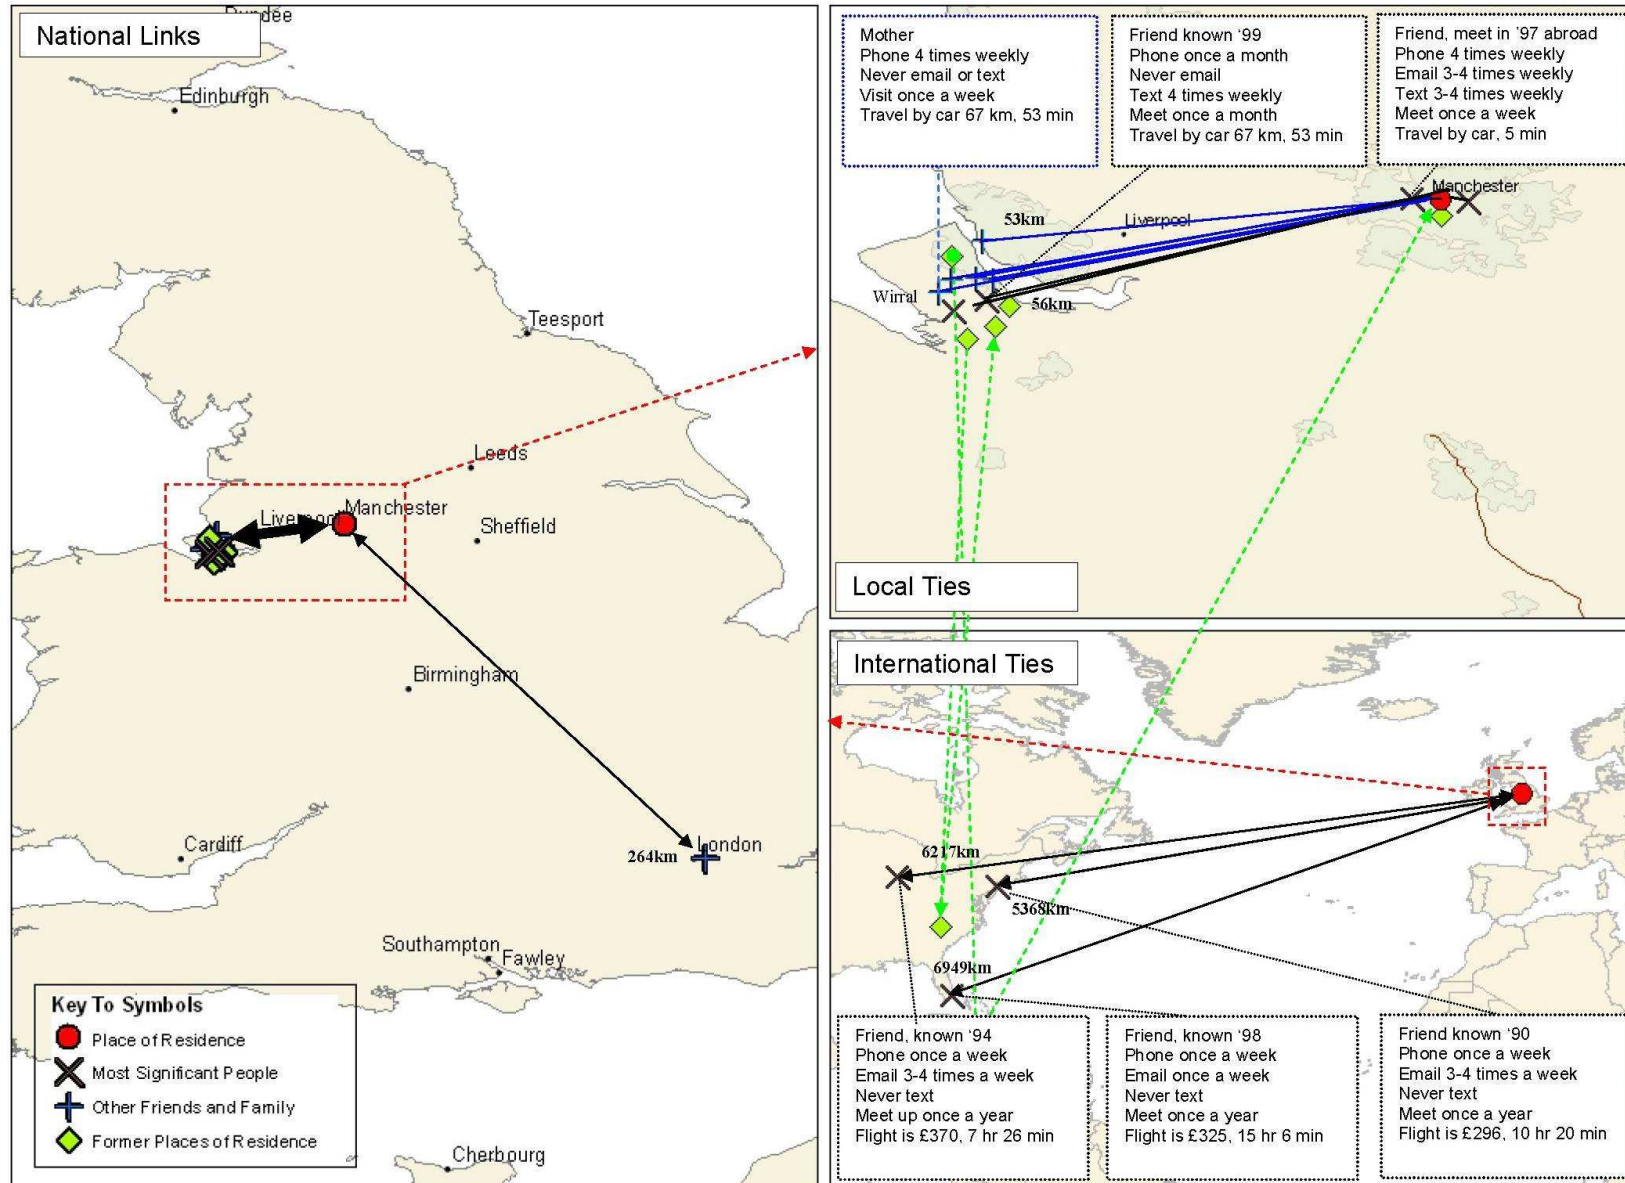 National Links
Dundee
Edinburgh
Teesport
Leeds
Manchester
Liverpool
Sheffield
Birmingham
Cardiff
264km
London
Southampton
Fawley
Cherbourg
Key To Symbols
Place of Residence
Most Significant People
Other Friends and Family
Former Places of Residence
Mother
Phone 4 times weekly
Never email or text
Visit once a week
Travel by car 67 km, 53 min
Friend known ‘99
Phone once a month
Never email
Text 4 times weekly
Meet once a month
Travel by car 67 km, 53 min
Friend, meet in ’97 abroad
Phone 4 times weekly
Email 3-4 times weekly
Text 3-4 times weekly
Meet once a week
Travel by car, 5 min
Manchester
53km
Liverpool
Wirral
56km
Local Ties
International Ties
6217km
5368km
6949km
Friend, known ‘94
Phone once a week
Email 3-4 times a week
Never text
Meet up once a year
Flight is £370, 7 hr 26 min
Friend, known ‘98
Phone once a week
Email once a week
Never text
Meet once a year
Flight is £325, 15 hr 6 min
Friend known ‘90
Phone once a week
Email 3-4 times a week
Never text
Meet once a year
Flight is £296, 10 hr 20 min